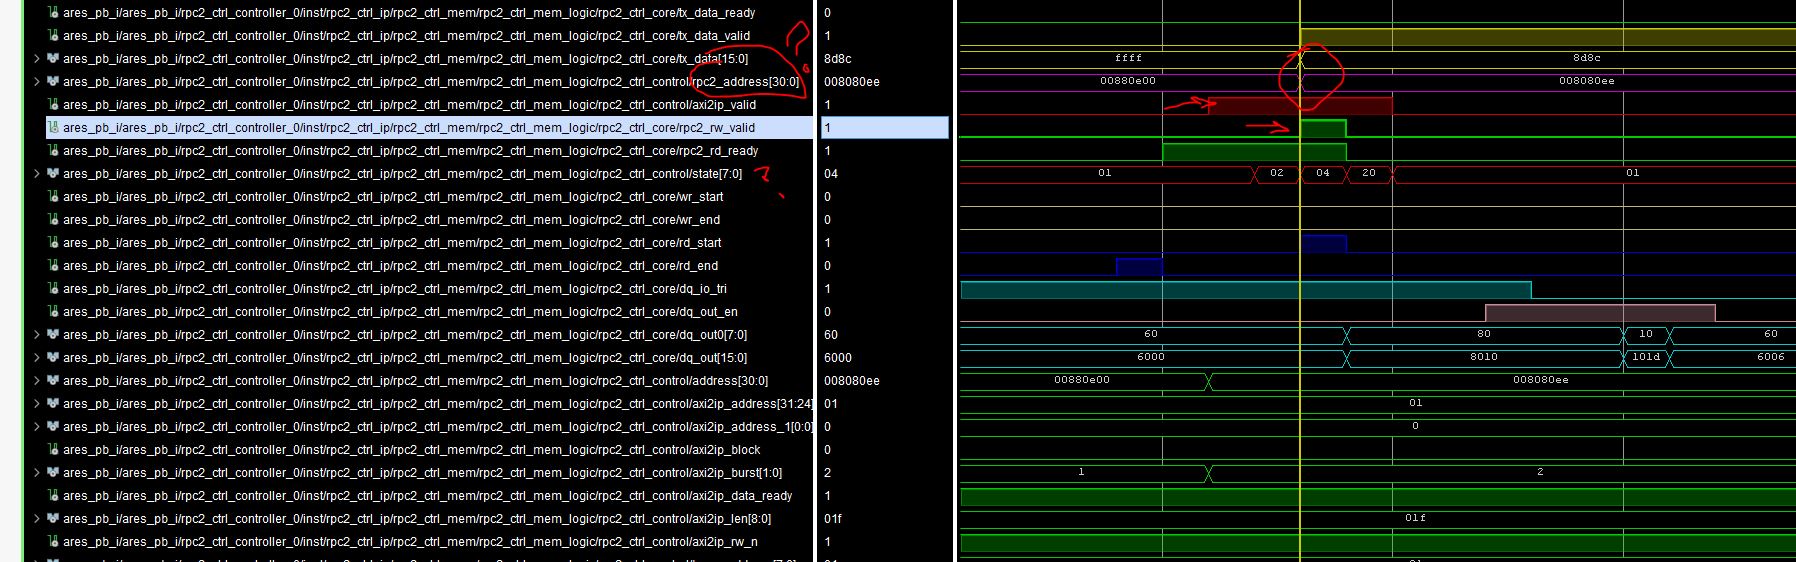 ares_pb_i/ares_pb_i/rpc2_ctrl_controller_0/inst/rpc2_ctrl_ip/rpc2_ctrl_mem/rpc2_ctrl_mem_logic/rpc2_ctrl_core/tx_data_ready 0
ares_pb_i/ares_pb_i/rpc2_ctrl_controller_0/inst/rpc2_ctrl_ip/rpc2_ctrl_mem/rpc2_ctrl_mem_logic/rpc2_ctrl_core/tx_data_valid 1
ares_pb_i/ares_pb_i/rpc2_ctrl_controller_0/inst/rpc2_ctrl_ip/rpc2_ctrl_mem/rpc2_ctrl_mem_logic/rpc2_ctrl_core/tx_data[15:0] 8d8c ffff 8d8c
ares_pb_i/ares_pb_i/rpc2_ctrl_controller_0/inst/rpc2_ctrl_ip/rpc2_ctrl_mem/rpc2_ctrl_mem_logic/rpc2_ctrl_control/rpc2_address[30:0] 008080ee 00880e00 008080ee
ares_pb_i/ares_pb_i/rpc2_ctrl_controller_0/inst/rpc2_ctrl_ip/rpc2_ctrl_mem/rpc2_ctrl_mem_logic/rpc2_ctrl_control/axi2ip_valid 1
ares_pb_i/ares_pb_i/rpc2_ctrl_controller_0/inst/rpc2_ctrl_ip/rpc2_ctrl_mem/rpc2_ctrl_mem_logic/rpc2_ctrl_core/rpc2_rw_valid 1
ares_pb_i/ares_pb_i/rpc2_ctrl_controller_0/inst/rpc2_ctrl_ip/rpc2_ctrl_mem/rpc2_ctrl_mem_logic/rpc2_ctrl_core/rpc2_rd_ready 1
ares_pb_i/ares_pb_i/rpc2_ctrl_controller_0/inst/rpc2_ctrl_ip/rpc2_ctrl_mem/rpc2_ctrl_mem_logic/rpc2_ctrl_control/state[7:0] ? 04 01 02 04 20 01
ares_pb_i/ares_pb_i/rpc2_ctrl_controller_0/inst/rpc2_ctrl_ip/rpc2_ctrl_mem/rpc2_ctrl_mem_logic/rpc2_ctrl_core/wr_start 0
ares_pb_i/ares_pb_i/rpc2_ctrl_controller_0/inst/rpc2_ctrl_ip/rpc2_ctrl_mem/rpc2_ctrl_mem_logic/rpc2_ctrl_core/wr_end 0
ares_pb_i/ares_pb_i/rpc2_ctrl_controller_0/inst/rpc2_ctrl_ip/rpc2_ctrl_mem/rpc2_ctrl_mem_logic/rpc2_ctrl_core/rd_start 1
ares_pb_i/ares_pb_i/rpc2_ctrl_controller_0/inst/rpc2_ctrl_ip/rpc2_ctrl_mem/rpc2_ctrl_mem_logic/rpc2_ctrl_core/rd_end 0
ares_pb_i/ares_pb_i/rpc2_ctrl_controller_0/inst/rpc2_ctrl_ip/rpc2_ctrl_mem/rpc2_ctrl_mem_logic/rpc2_ctrl_core/dq_io_tri 1
ares_pb_i/ares_pb_i/rpc2_ctrl_controller_0/inst/rpc2_ctrl_ip/rpc2_ctrl_mem/rpc2_ctrl_mem_logic/rpc2_ctrl_core/dq_out_en 0
ares_pb_i/ares_pb_i/rpc2_ctrl_controller_0/inst/rpc2_ctrl_ip/rpc2_ctrl_mem/rpc2_ctrl_mem_logic/rpc2_ctrl_core/dq_out0[7:0] 60 60 80 10 60
ares_pb_i/ares_pb_i/rpc2_ctrl_controller_0/inst/rpc2_ctrl_ip/rpc2_ctrl_mem/rpc2_ctrl_mem_logic/rpc2_ctrl_core/dq_out[15:0] 6000 6000 8010 101d 6006
ares_pb_i/ares_pb_i/rpc2_ctrl_controller_0/inst/rpc2_ctrl_ip/rpc2_ctrl_mem/rpc2_ctrl_mem_logic/rpc2_ctrl_control/address[30:0] 008080ee 00880e00 008080ee
ares_pb_i/ares_pb_i/rpc2_ctrl_controller_0/inst/rpc2_ctrl_ip/rpc2_ctrl_mem/rpc2_ctrl_mem_logic/rpc2_ctrl_control/axi2ip_address[31:24] 01 01
ares_pb_i/ares_pb_i/rpc2_ctrl_controller_0/inst/rpc2_ctrl_ip/rpc2_ctrl_mem/rpc2_ctrl_mem_logic/rpc2_ctrl_control/axi2ip_address_1[0:0] 0 0
ares_pb_i/ares_pb_i/rpc2_ctrl_controller_0/inst/rpc2_ctrl_ip/rpc2_ctrl_mem/rpc2_ctrl_mem_logic/rpc2_ctrl_control/axi2ip_block 0
ares_pb_i/ares_pb_i/rpc2_ctrl_controller_0/inst/rpc2_ctrl_ip/rpc2_ctrl_mem/rpc2_ctrl_mem_logic/rpc2_ctrl_control/axi2ip_burst[1:0] 2 1 2
ares_pb_i/ares_pb_i/rpc2_ctrl_controller_0/inst/rpc2_ctrl_ip/rpc2_ctrl_mem/rpc2_ctrl_mem_logic/rpc2_ctrl_control/axi2ip_data_ready 1
ares_pb_i/ares_pb_i/rpc2_ctrl_controller_0/inst/rpc2_ctrl_ip/rpc2_ctrl_mem/rpc2_ctrl_mem_logic/rpc2_ctrl_control/axi2ip_len[8:0] 01f 01f
ares_pb_i/ares_pb_i/rpc2_ctrl_controller_0/inst/rpc2_ctrl_ip/rpc2_ctrl_mem/rpc2_ctrl_mem_logic/rpc2_ctrl_control/axi2ip_rw_n 1